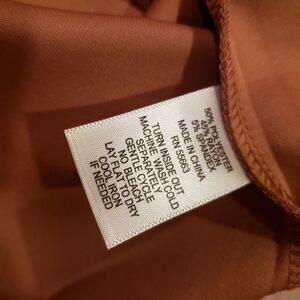 50% POLYESTER
45% RAYON
5% SPANDEX
MADE IN CHINA
RN 55663
TURN INSIDE OUT
MACHINE WASH COLD
SEPARATELY
GENTLE CYCLE
NO BLEACH
LAY FLAT TO DRY
COOL IRON
IF NEEDED